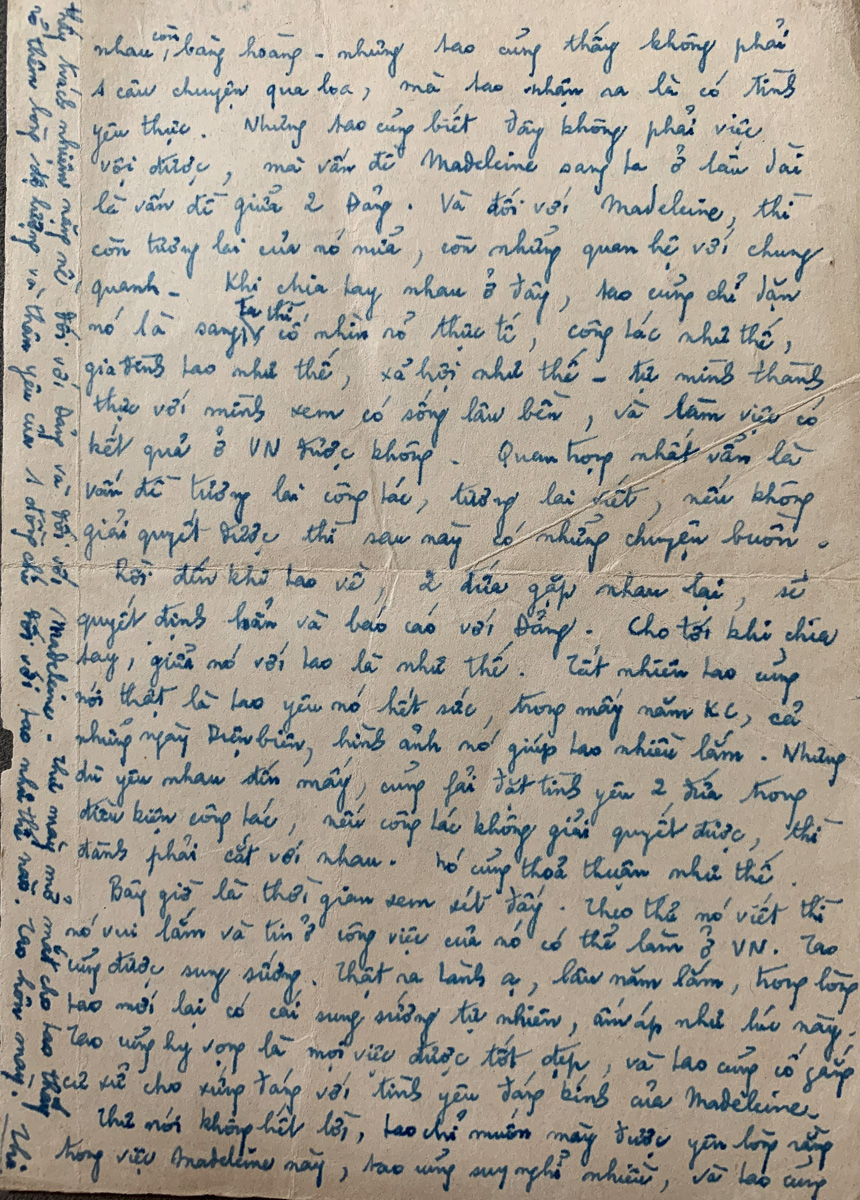 nhau còn, bàng hoàng - nhưng tao cũng thấy không phải
1 câu chuyện qua loa, mà tao nhận ra là có tình
yêu thực. Nhưng tao cũng biết đây không phải việc
vội được, mà vấn đề Madeleine sang ta ở lâu dài
là vấn đề giữa 2 Đảng. Và đối với Madeleine, thì
còn tương lai của nó nữa, còn những quan hệ với chung
quanh - Khi chia tay nhau ở đây, tao cũng chỉ dặn
nó là sang ta thì cố nhìn rõ thực tế, công tác như thế,
gia đình tao như thế, xã hội như thế - tự mình thành
thực với mình xem có sống lâu bền, và làm việc có
kết quả ở VN được không. Quan trọng nhất vẫn là
vấn đề tương lai công tác, tương lai viết, nếu không
giải quyết được thì sau này có những chuyện buồn.
Rồi đến khi tao về, 2 đứa gặp nhau lại, sẽ
quyết định hẳn và báo cáo với Đảng. Cho tới khi chia
tay, giữa nó với tao là như thế. Tất nhiên tao cũng
nói thật là tao yêu nó hết sức, trong mấy năm KC, cả
những ngày Điện biên, hình ảnh nó giúp tao nhiều lắm. Nhưng
dù yêu nhau đến mấy, cũng fải đặt tình yêu 2 đứa trong
điều kiện công tác, nếu công tác không giải quyết được, thì
đành phải cắt với nhau. Nó cũng thoả thuận như thế.
Bây giờ là thời gian xem xét đấy. Theo thư nó viết thì
nó vui lắm và tin ở công việc của nó có thể làm ở VN. Tao
cũng được sung sướng. Thật ra Lành ạ, lâu năm lắm, trong lòng
tao mới lại có cái sung sướng tự nhiên, ấm áp như lúc này.
Tao cũng hy vọng là mọi việc được tốt đẹp, và tao cũng cố gắng
cư xử cho xứng đáng với tình yêu đáng kính của Madeleine.
Thư nói không hết lời, tao chỉ muốn mày được yên lòng rằng
trong việc Madeleine này, tao cũng suy nghĩ nhiều, và tao cũng
thấy trách nhiệm nặng nề đối với Đảng và đối với Madeleine. Thư mày mở mắt cho tao thấy
rõ thêm lòng độ lượng và thân yêu của 1 đồng chí đối với tao như thế nào. Tao hôn mày. Thi